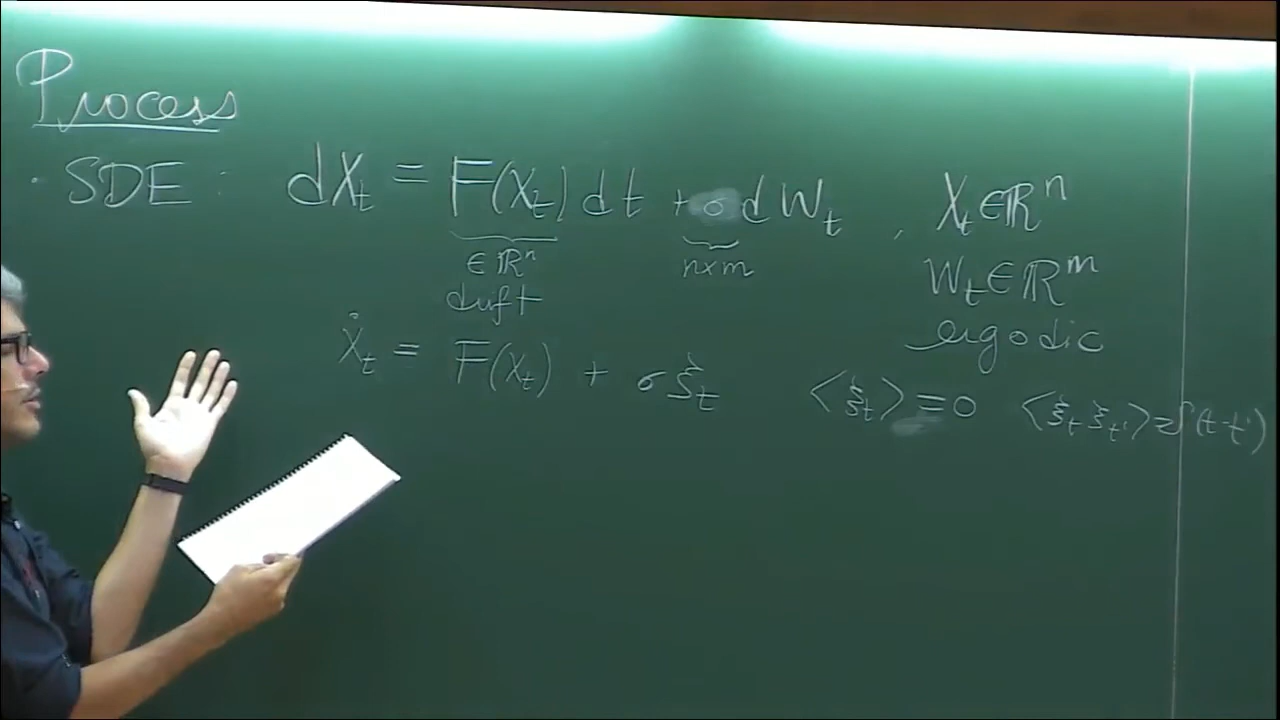 Process
· SDE : dX_t = F(X_t) dt + σ dW_t , X_t ∈ ℝ^n
∈ ℝ^n n×m W_t ∈ ℝ^m
drift ergodic
Ẋ_t = F(X_t) + σ ξ_t ⟨ξ_t⟩ = 0 ⟨ξ_t ξ_t'⟩ = δ(t-t')